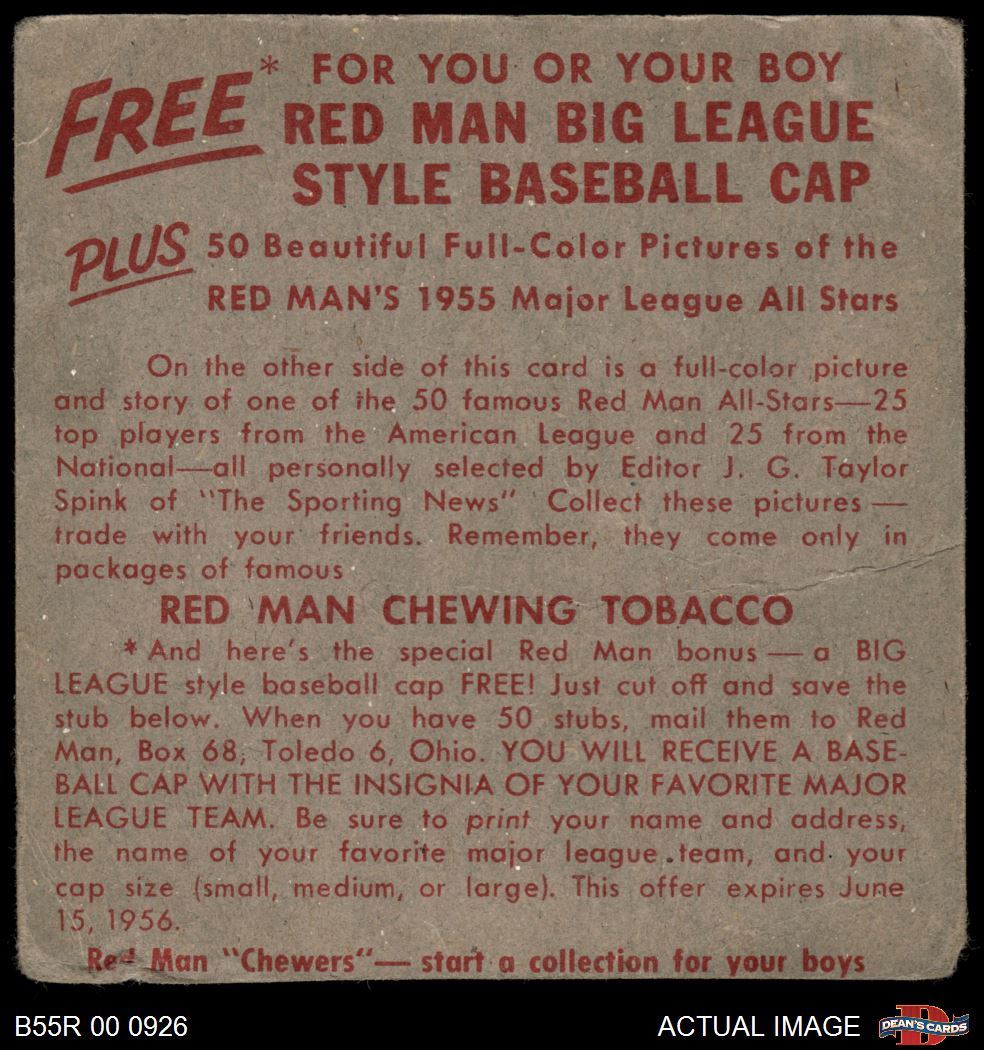 FREE* FOR YOU OR YOUR BOY
RED MAN BIG LEAGUE
STYLE BASEBALL CAP
PLUS 50 Beautiful Full-Color Pictures of the
RED MAN'S 1955 Major League All Stars
On the other side of this card is a full-color picture
and story of one of the 50 famous Red Man All-Stars—25
top players from the American League and 25 from the
National—all personally selected by Editor J. G. Taylor
Spink of "The Sporting News" Collect these pictures —
trade with your friends. Remember, they come only in
packages of famous
RED MAN CHEWING TOBACCO
* And here's the special Red Man bonus — a BIG
LEAGUE style baseball cap FREE! Just cut off and save the
stub below. When you have 50 stubs, mail them to Red
Man, Box 68, Toledo 6, Ohio. YOU WILL RECEIVE A BASE-
BALL CAP WITH THE INSIGNIA OF YOUR FAVORITE MAJOR
LEAGUE TEAM. Be sure to print your name and address,
the name of your favorite major league team, and your
cap size (small, medium, or large). This offer expires June
15, 1956.
Red Man "Chewers"— start a collection for your boys
B55R 00 0926
ACTUAL IMAGE
DEAN'S CARDS